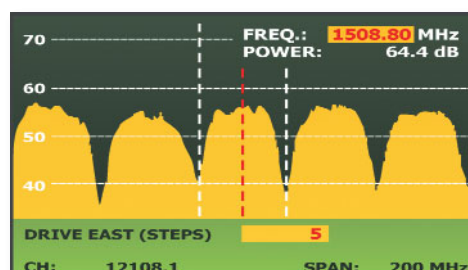 70
FREQ.: 1508.80 MHz
POWER: 64.4 dB
60
50
40
DRIVE EAST (STEPS) 5
CH: 12108.1 SPAN: 200 MHz